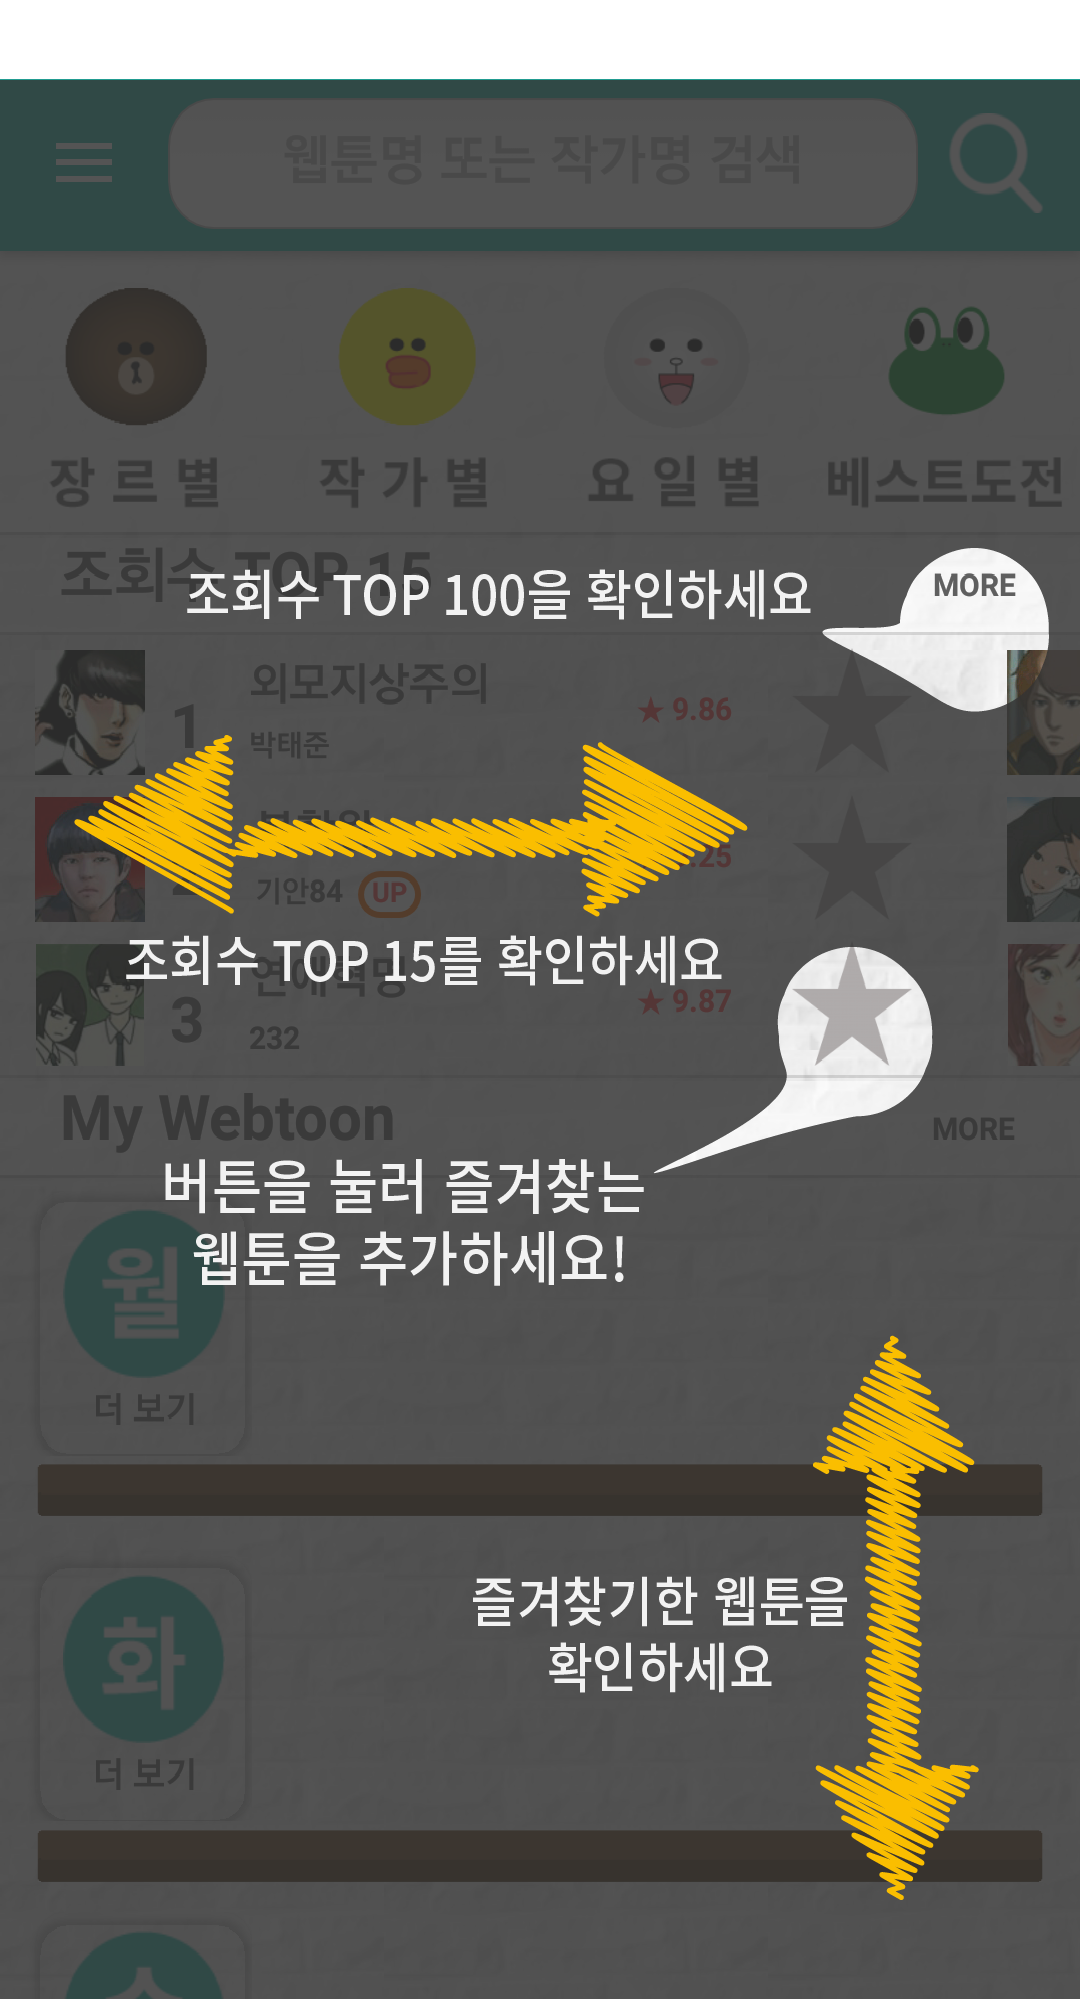 웹툰명 또는 작가명 검색
장르별
작가별
요일별
베스트도전
조회수 TOP 15
조회수 TOP 100을 확인하세요
MORE
1
외모지상주의
박태준
★ 9.86
기안84
UP
조회수 TOP 15를 확인하세요
3
연애혁명
232
★ 9.87
My Webtoon
MORE
버튼을 눌러 즐겨찾는
웹툰을 추가하세요!
월
더 보기
즐겨찾기한 웹툰을
확인하세요
화
더 보기